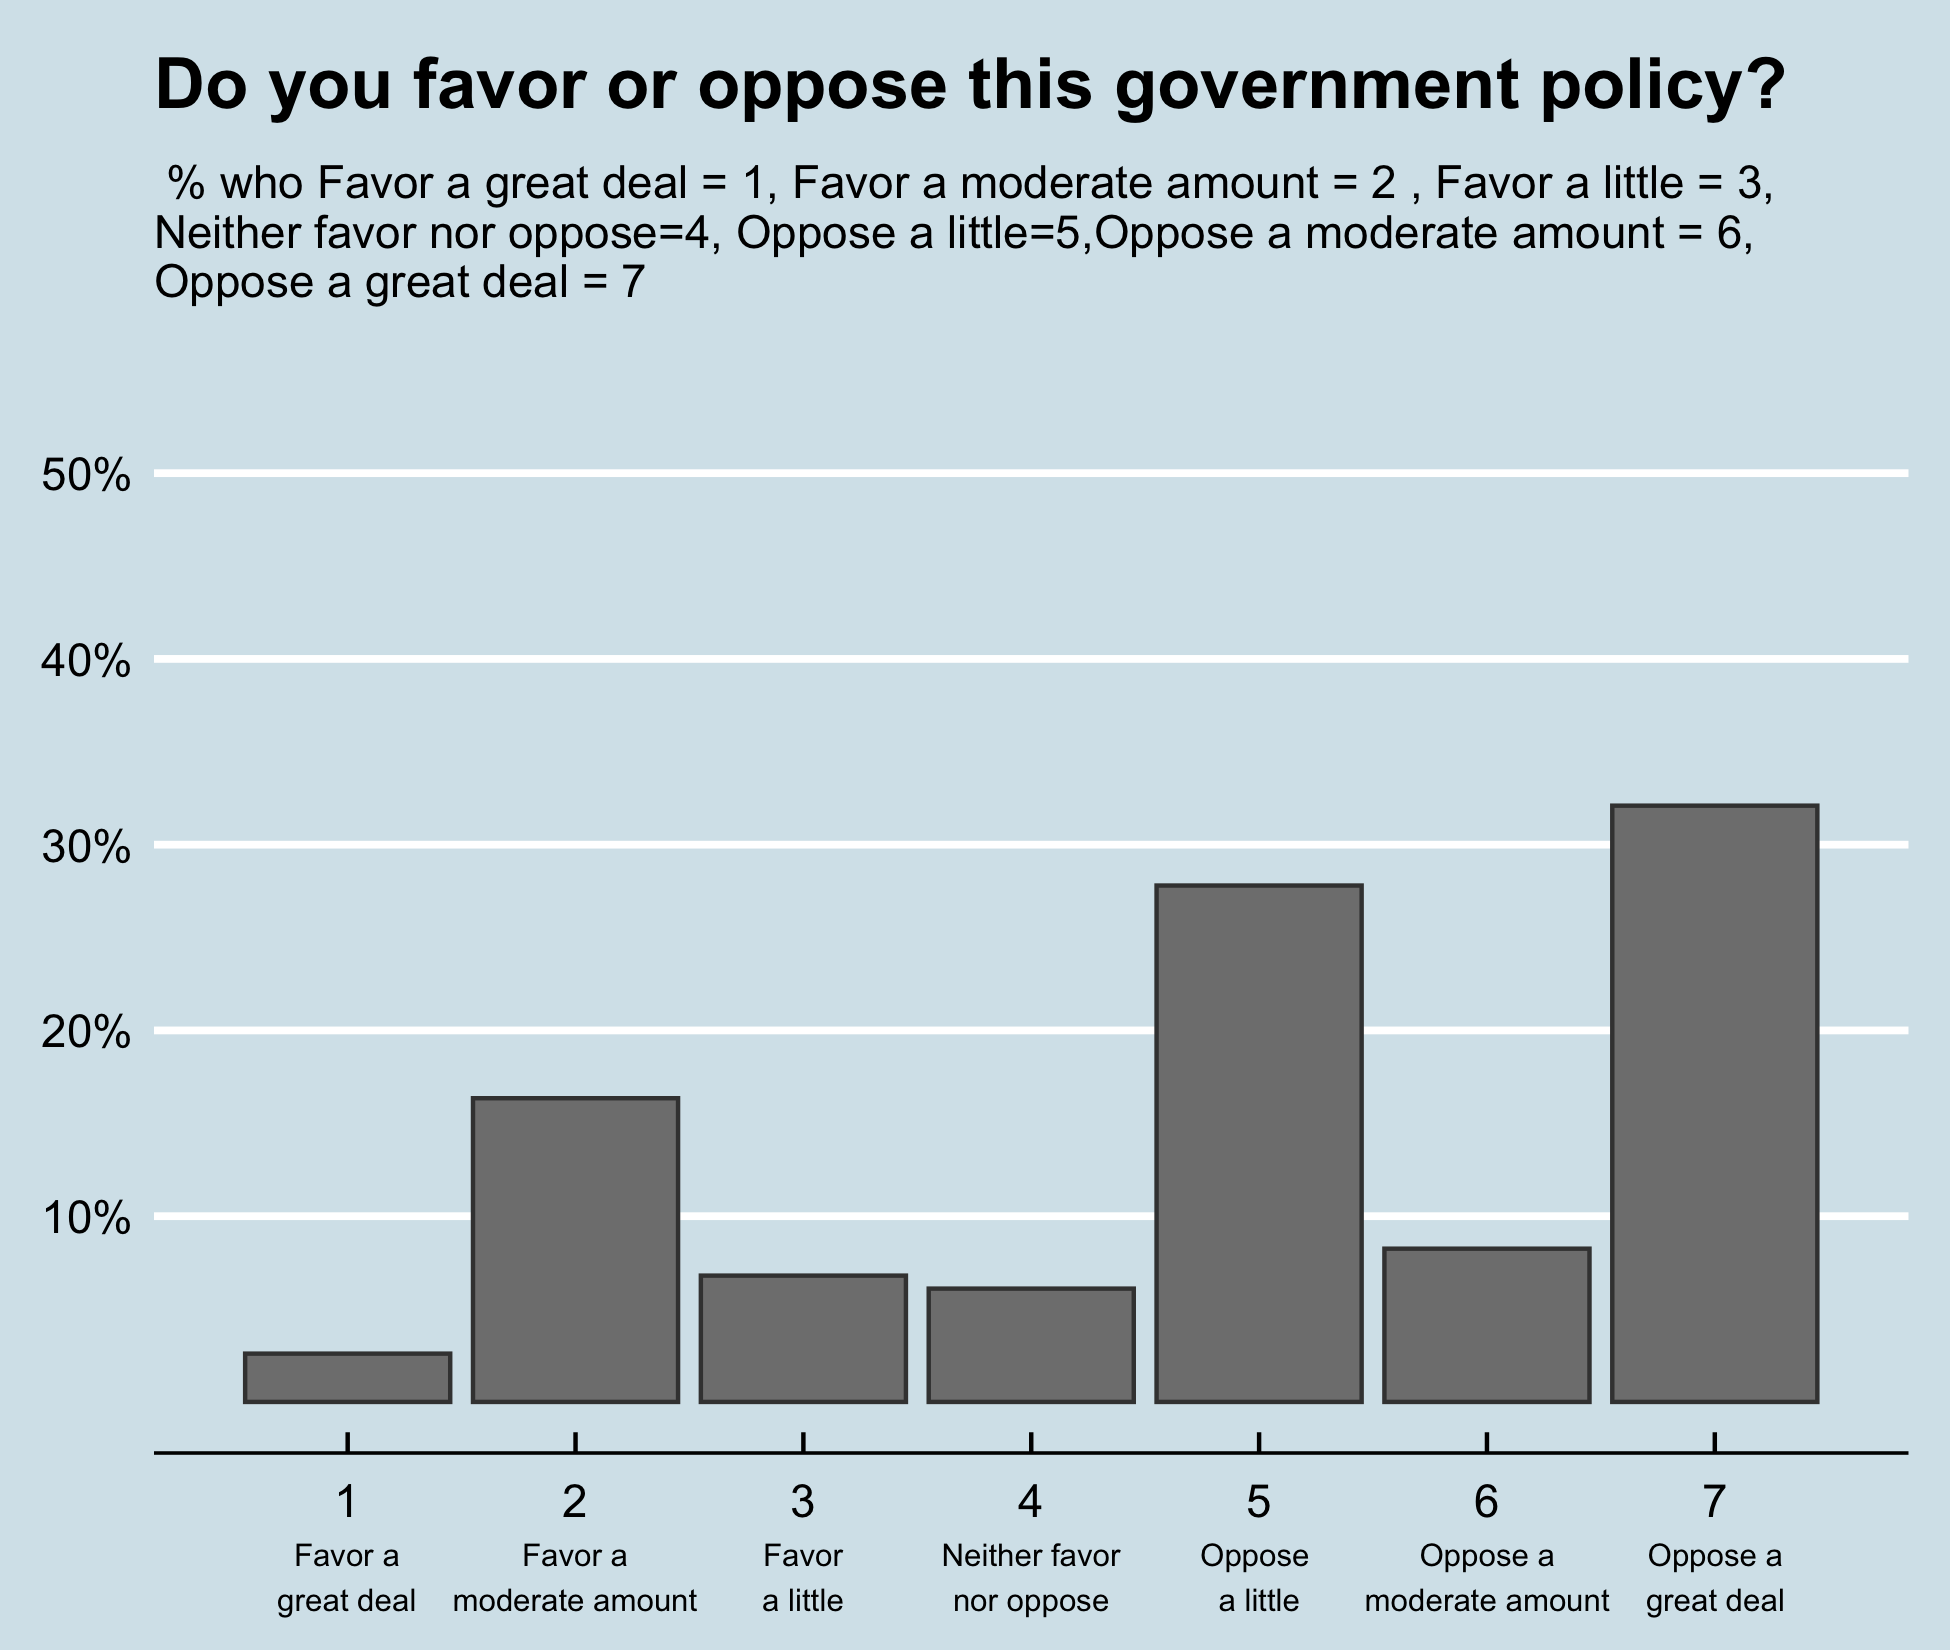 Do you favor or oppose this government policy?
% who Favor a great deal = 1, Favor a moderate amount = 2 , Favor a little = 3,
Neither favor nor oppose=4, Oppose a little=5,Oppose a moderate amount = 6,
Oppose a great deal = 7
50%
40%
30%
20%
10%
1 2 3 4 5 6 7
Favor a Favor a Favor Neither favor Oppose Oppose a Oppose a
great deal moderate amount a little nor oppose a little moderate amount great deal